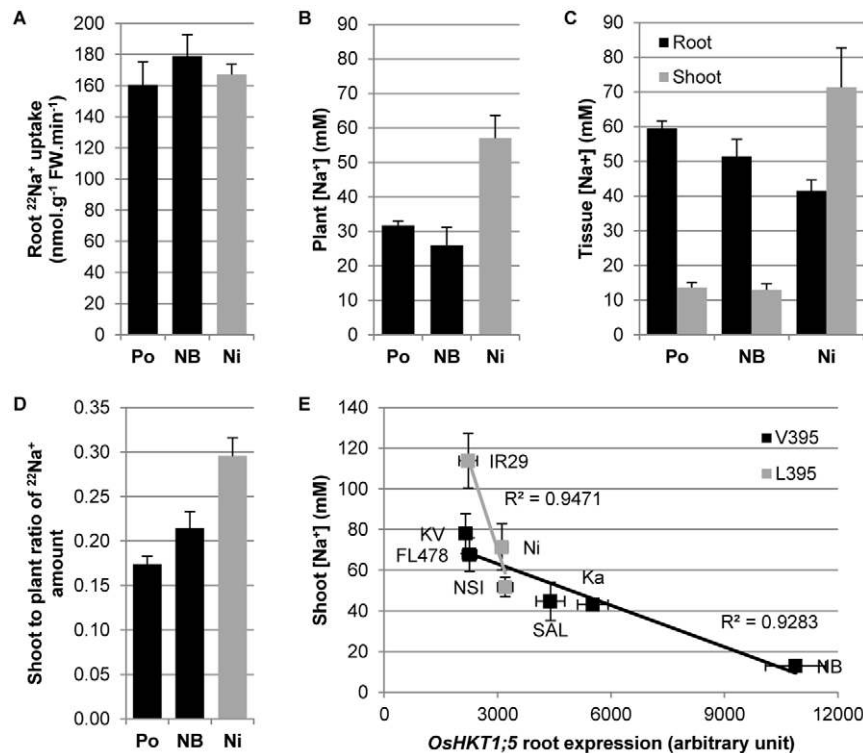 A
Root ²²Na⁺ uptake
(nmol.g⁻¹ FW.min⁻¹)
200
180
160
140
120
100
80
60
40
20
0
Po NB Ni
B
Plant [Na⁺] (mM)
90
80
70
60
50
40
30
20
10
0
Po NB Ni
C
Tissue [Na+] (mM)
90
80
70
60
50
40
30
20
10
0
Root
Shoot
Po NB Ni
D
Shoot to plant ratio of ²²Na⁺
amount
0.35
0.30
0.25
0.20
0.15
0.10
0.05
0.00
Po NB Ni
E
Shoot [Na⁺] (mM)
140
120
100
80
60
40
20
0
V395
L395
IR29
R² = 0.9471
KV
Ni
FL478
NSI
Ka
SAL
R² = 0.9283
NB
0 3000 6000 9000 12000
OsHKT1;5 root expression (arbitrary unit)